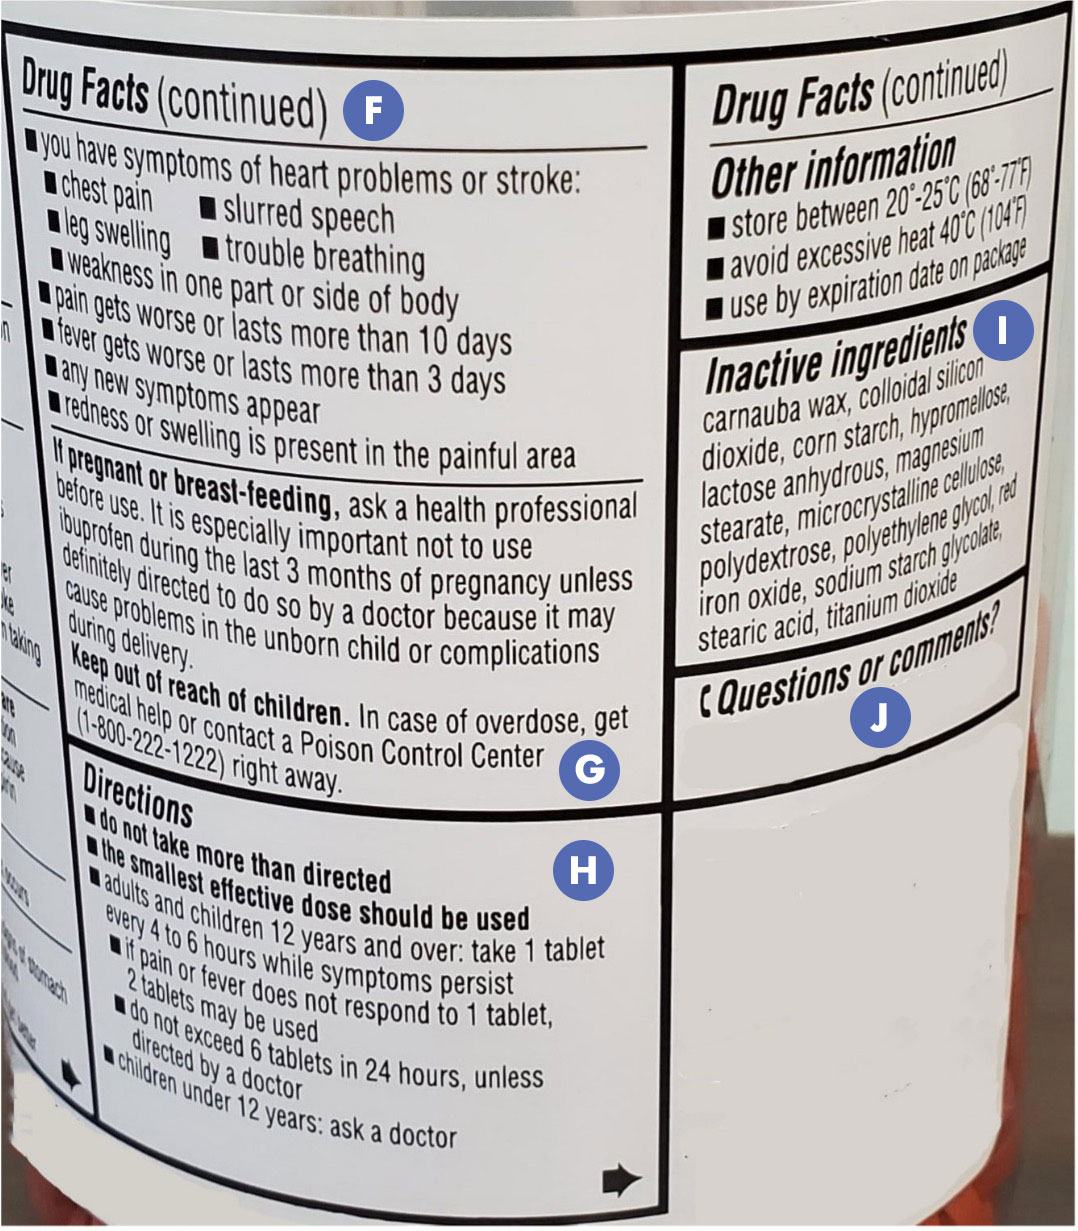 Drug Facts (continued) F
■ you have symptoms of heart problems or stroke:
■ chest pain ■ slurred speech
■ leg swelling ■ trouble breathing
■ weakness in one part or side of body
■ pain gets worse or lasts more than 10 days
■ fever gets worse or lasts more than 3 days
■ any new symptoms appear
■ redness or swelling is present in the painful area
If pregnant or breast-feeding, ask a health professional
before use. It is especially important not to use
ibuprofen during the last 3 months of pregnancy unless
definitely directed to do so by a doctor because it may
cause problems in the unborn child or complications
during delivery.
Keep out of reach of children. In case of overdose, get
medical help or contact a Poison Control Center
(1-800-222-1222) right away. G
Directions
■ do not take more than directed H
■ the smallest effective dose should be used
■ adults and children 12 years and over: take 1 tablet
every 4 to 6 hours while symptoms persist
■ if pain or fever does not respond to 1 tablet,
2 tablets may be used
■ do not exceed 6 tablets in 24 hours, unless
directed by a doctor
■ children under 12 years: ask a doctor
Drug Facts (continued)
Other information
■ store between 20°-25°C (68°-77°F)
■ avoid excessive heat 40°C (104°F)
■ use by expiration date on package
Inactive ingredients I
carnauba wax, colloidal silicon
dioxide, corn starch, hypromellose,
lactose anhydrous, magnesium
stearate, microcrystalline cellulose,
polydextrose, polyethylene glycol, red
iron oxide, sodium starch glycolate,
stearic acid, titanium dioxide
Questions or comments?
J
taking
stomach